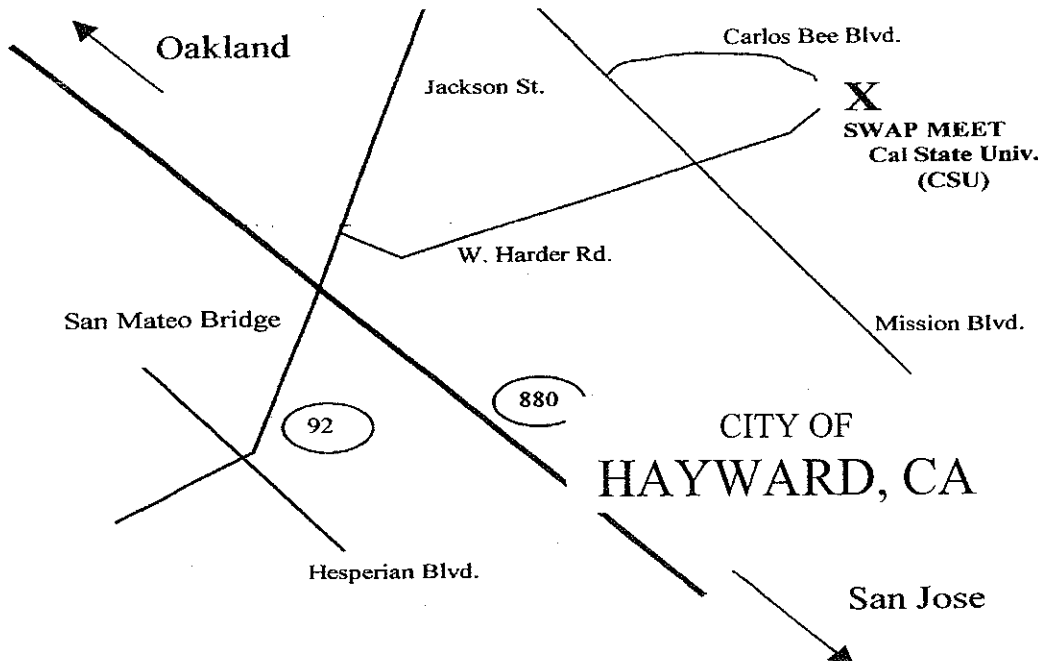 Oakland
Carlos Bee Blvd.
Jackson St.
X
SWAP MEET
Cal State Univ.
(CSU)
W. Harder Rd.
San Mateo Bridge
Mission Blvd.
880
92
CITY OF
HAYWARD, CA
Hesperian Blvd.
San Jose